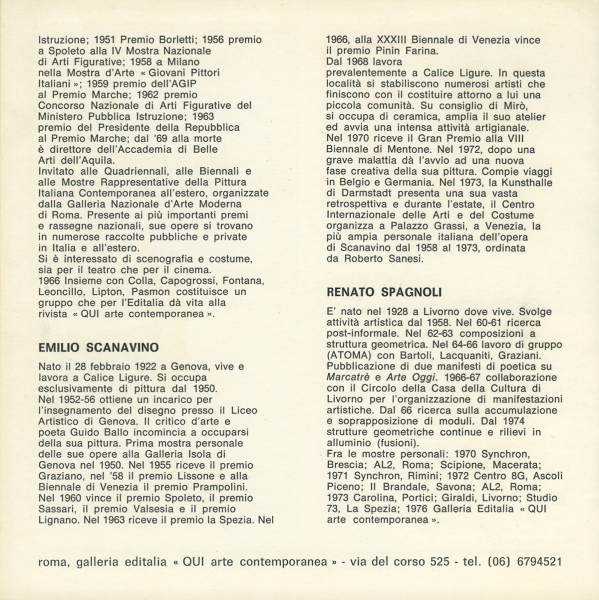 Istruzione; 1951 Premio Borletti; 1956 premio
a Spoleto alla IV Mostra Nazionale
di Arti Figurative; 1958 a Milano
nella Mostra d'Arte « Giovani Pittori
Italiani »; 1959 premio dell'AGIP
al Premio Marche; 1962 premio
Concorso Nazionale di Arti Figurative del
Ministero Pubblica Istruzione; 1963
premio del Presidente della Repubblica
al Premio Marche; dal '69 alla morte
è direttore dell'Accademia di Belle
Arti dell'Aquila.
Invitato alle Quadriennali, alle Biennali e
alle Mostre Rappresentative della Pittura
Italiana Contemporanea all'estero, organizzate
dalla Galleria Nazionale d'Arte Moderna
di Roma. Presente ai più importanti premi
e rassegne nazionali, sue opere si trovano
in numerose raccolte pubbliche e private
in Italia e all'estero.
Si è interessato di scenografia e costume,
sia per il teatro che per il cinema.
1966 Insieme con Colla, Capogrossi, Fontana,
Leoncillo, Lipton, Pasmon costituisce un
gruppo che per l'Editalia dà vita alla
rivista « QUI arte contemporanea ».
EMILIO SCANAVINO
Nato il 28 febbraio 1922 a Genova, vive e
lavora a Calice Ligure. Si occupa
esclusivamente di pittura dal 1950.
Nel 1952-56 ottiene un incarico per
l'insegnamento del disegno presso il Liceo
Artistico di Genova. Il critico d'arte e
poeta Guido Ballo incomincia a occuparsi
della sua pittura. Prima mostra personale
delle sue opere alla Galleria Isola di
Genova nel 1950. Nel 1955 riceve il premio
Graziano, nel '58 il premio Lissone e alla
Biennale di Venezia il premio Prampolini.
Nel 1960 vince il premio Spoleto, il premio
Sassari, il premio Valsesia e il premio
Lignano. Nel 1963 riceve il premio la Spezia. Nel
1966, alla XXXIII Biennale di Venezia vince
il premio Pinin Farina.
Dal 1968 lavora
prevalentemente a Calice Ligure. In questa
località si stabiliscono numerosi artisti che
finiscono con il costituire attorno a lui una
piccola comunità. Su consiglio di Mirò,
si occupa di ceramica, amplia il suo atelier
ed avvia una intensa attività artigianale.
Nel 1970 riceve il Gran Premio alla VIII
Biennale di Mentone. Nel 1972, dopo una
grave malattia dà l'avvio ad una nuova
fase creativa della sua pittura. Compie viaggi
in Belgio e Germania. Nel 1973, la Kunsthalle
di Darmstadt presenta una sua vasta
retrospettiva e durante l'estate, il Centro
Internazionale delle Arti e del Costume
organizza a Palazzo Grassi, a Venezia, la
più ampia personale italiana dell'opera
di Scanavino dal 1958 al 1973, ordinata
da Roberto Sanesi.
RENATO SPAGNOLI
E' nato nel 1928 a Livorno dove vive. Svolge
attività artistica dal 1958. Nel 60-61 ricerca
post-informale. Nel 62-63 composizioni a
struttura geometrica. Nel 64-66 lavoro di gruppo
(ATOMA) con Bartoli, Lacquaniti, Graziani.
Pubblicazione di due manifesti di poetica su
Marcatrè e Arte Oggi. 1966-67 collaborazione
con il Circolo della Casa della Cultura di
Livorno per l'organizzazione di manifestazioni
artistiche. Dal 66 ricerca sulla accumulazione
e soprapposizione di moduli. Dal 1974
strutture geometriche continue e rilievi in
alluminio (fusioni).
Fra le mostre personali: 1970 Synchron,
Brescia; AL2, Roma; Scipione, Macerata;
1971 Synchron, Rimini; 1972 Centro 8G, Ascoli
Piceno; Il Brandale, Savona; AL2, Roma;
1973 Carolina, Portici; Giraldi, Livorno; Studio
73, La Spezia; 1976 Galleria Editalia « QUI
arte contemporanea ».
roma, galleria editalia « QUI arte contemporanea » - via del corso 525 - tel. (06) 6794521